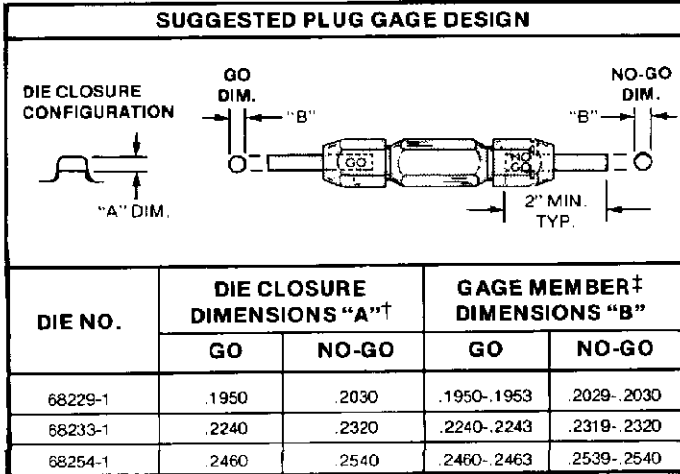 SUGGESTED PLUG GAGE DESIGN
DIE CLOSURE
CONFIGURATION
"A" DIM.
GO
DIM.
"B"
GO
NO
GO
2" MIN.
TYP.
NO-GO
DIM.
"B"
DIE NO.
DIE CLOSURE
DIMENSIONS "A"†
GAGE MEMBER‡
DIMENSIONS "B"
GO NO-GO GO NO-GO
68229-1 .1950 .2030 .1950-.1953 .2029-.2030
68233-1 .2240 .2320 .2240-.2243 .2319-.2320
68254-1 .2460 .2540 .2460-.2463 .2539-.2540